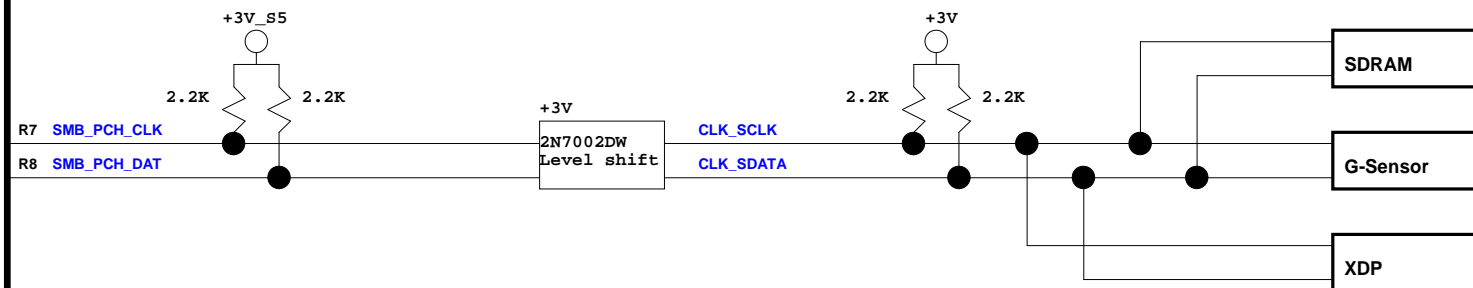 +3V_S5
+3V
SDRAM
2.2K
2.2K
2.2K
2.2K
+3V
R7 SMB_PCH_CLK
2N7002DW
Level shift
CLK_SCLK
R8 SMB_PCH_DAT
CLK_SDATA
G-Sensor
XDP